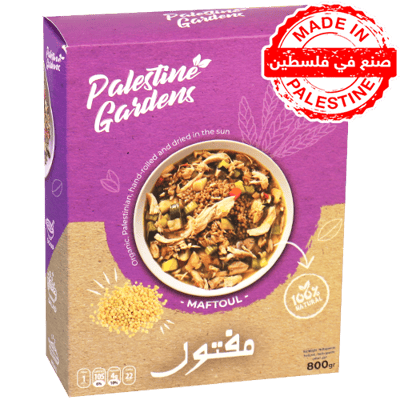 MADE IN
صنع في فلسطين
PALESTINE
Palestine
Gardens
Organic, Palestinian, hand-rolled and dried in the sun
- MAFTOUL -
100%
NATURAL
مفتول
800gr